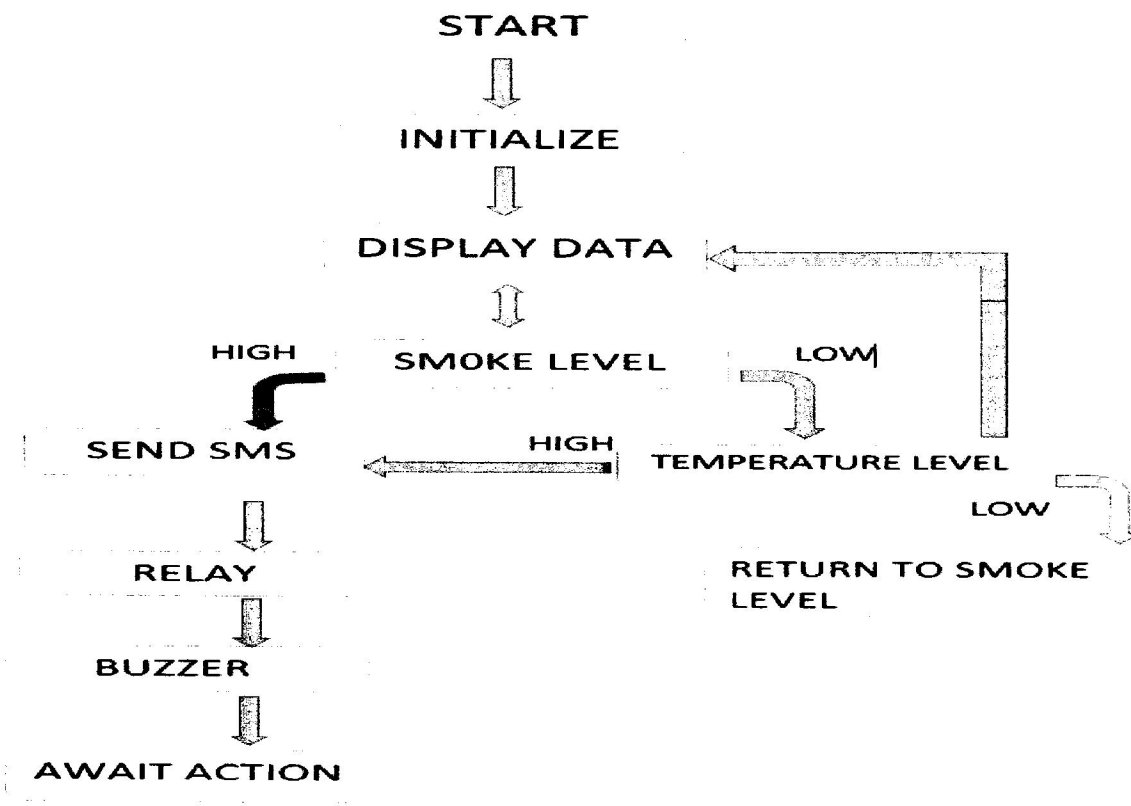 START
INITIALIZE
DISPLAY DATA
HIGH
SMOKE LEVEL
LOW
SEND SMS
HIGH
TEMPERATURE LEVEL
LOW
RELAY
RETURN TO SMOKE
LEVEL
BUZZER
AWAIT ACTION